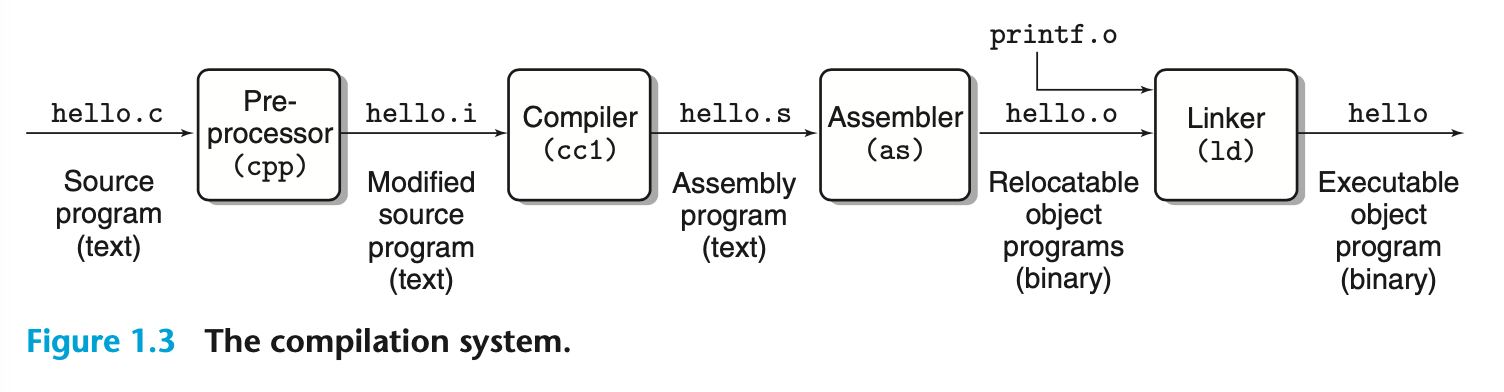 printf.o
hello.c
Pre-
processor
(cpp)
hello.i
Compiler
(cc1)
hello.s
Assembler
(as)
hello.o
Linker
(ld)
hello
Source
program
(text)
Modified
source
program
(text)
Assembly
program
(text)
Relocatable
object
programs
(binary)
Executable
object
program
(binary)
Figure 1.3 The compilation system.